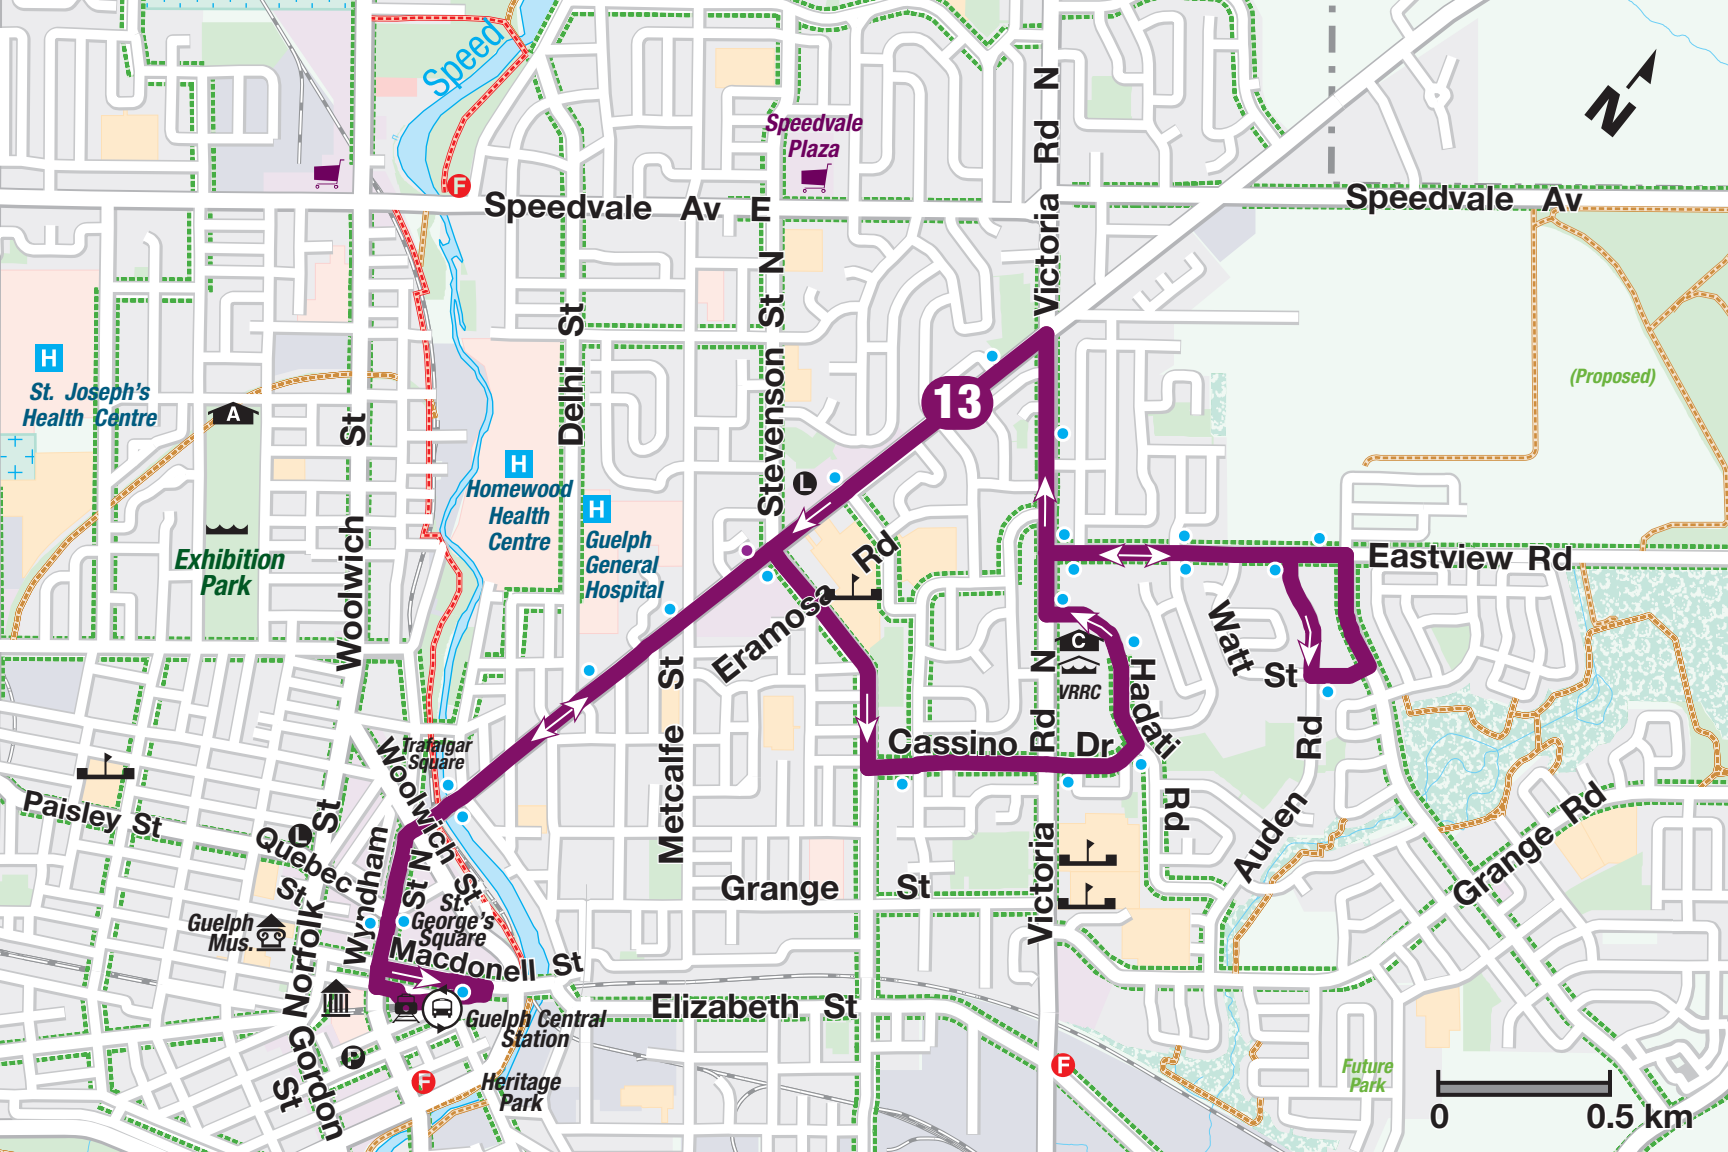 Speed
N
Victoria Rd N
Speedvale
Plaza
F
Speedvale Av E
Speedvale Av
Stevenson St N
Delhi St
H
St. Joseph's
Health Centre
A
(Proposed)
13
Woolwich St
H
Homewood
Health
Centre
H
Guelph
General
Hospital
L
Exhibition
Park
Eramosa Rd
Eastview Rd
Watt
St
C
VRRC
Hadati
Rd
Metcalfe St
Victoria Rd N
Cassino Dr
Rd
Auden
Trafalgar
Square
Woolwich St
Paisley St
L
Quebec
St
Wyndham
St N
Norfolk St
Grange St
Grange Rd
St.
George's
Square
Guelph
Mus.
Macdonell St
Elizabeth St
Guelph Central
Station
Gordon
St
P
F
Heritage
Park
F
Future
Park
0 0.5 km